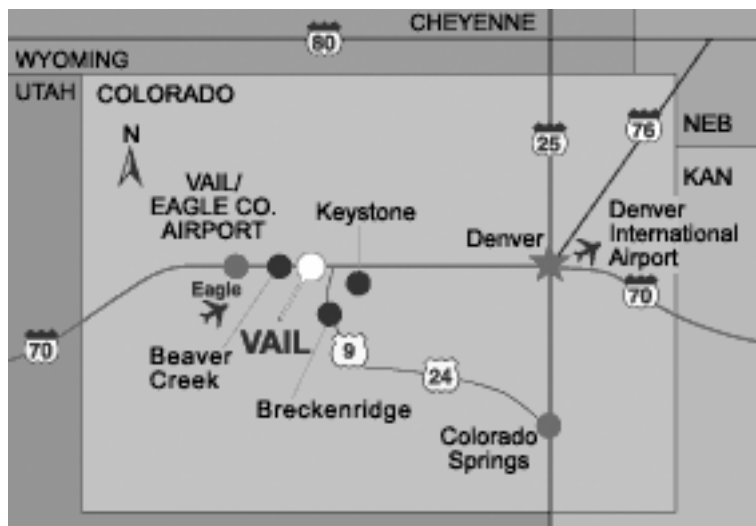 CHEYENNE
80
WYOMING
UTAH
COLORADO
N
25
76
NEB
KAN
VAIL/
EAGLE CO.
AIRPORT
Keystone
Denver
Denver
International
Airport
Eagle
70
70
Beaver
Creek
VAIL
9
24
Breckenridge
Colorado
Springs